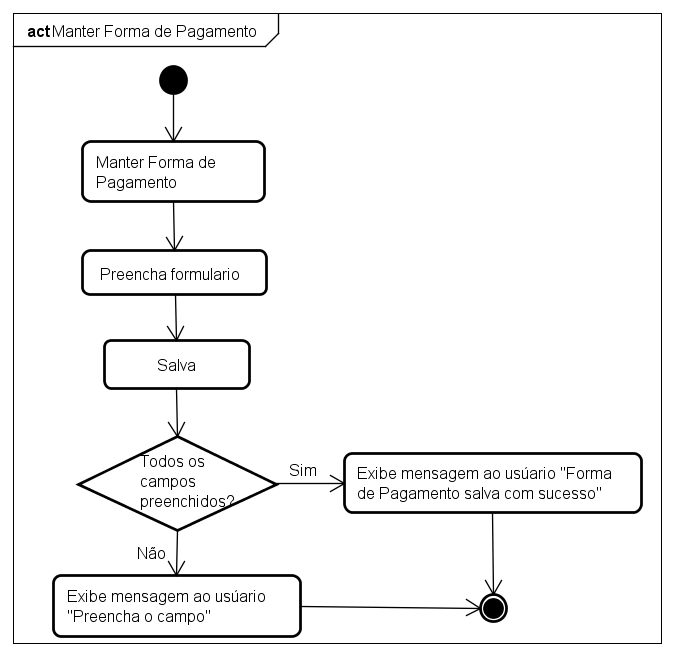 act Manter Forma de Pagamento
Manter Forma de
Pagamento
Preencha formulario
Salva
Todos os
campos
preenchidos?
Sim
Exibe mensagem ao usúario "Forma
de Pagamento salva com sucesso"
Não
Exibe mensagem ao usúario
"Preencha o campo"